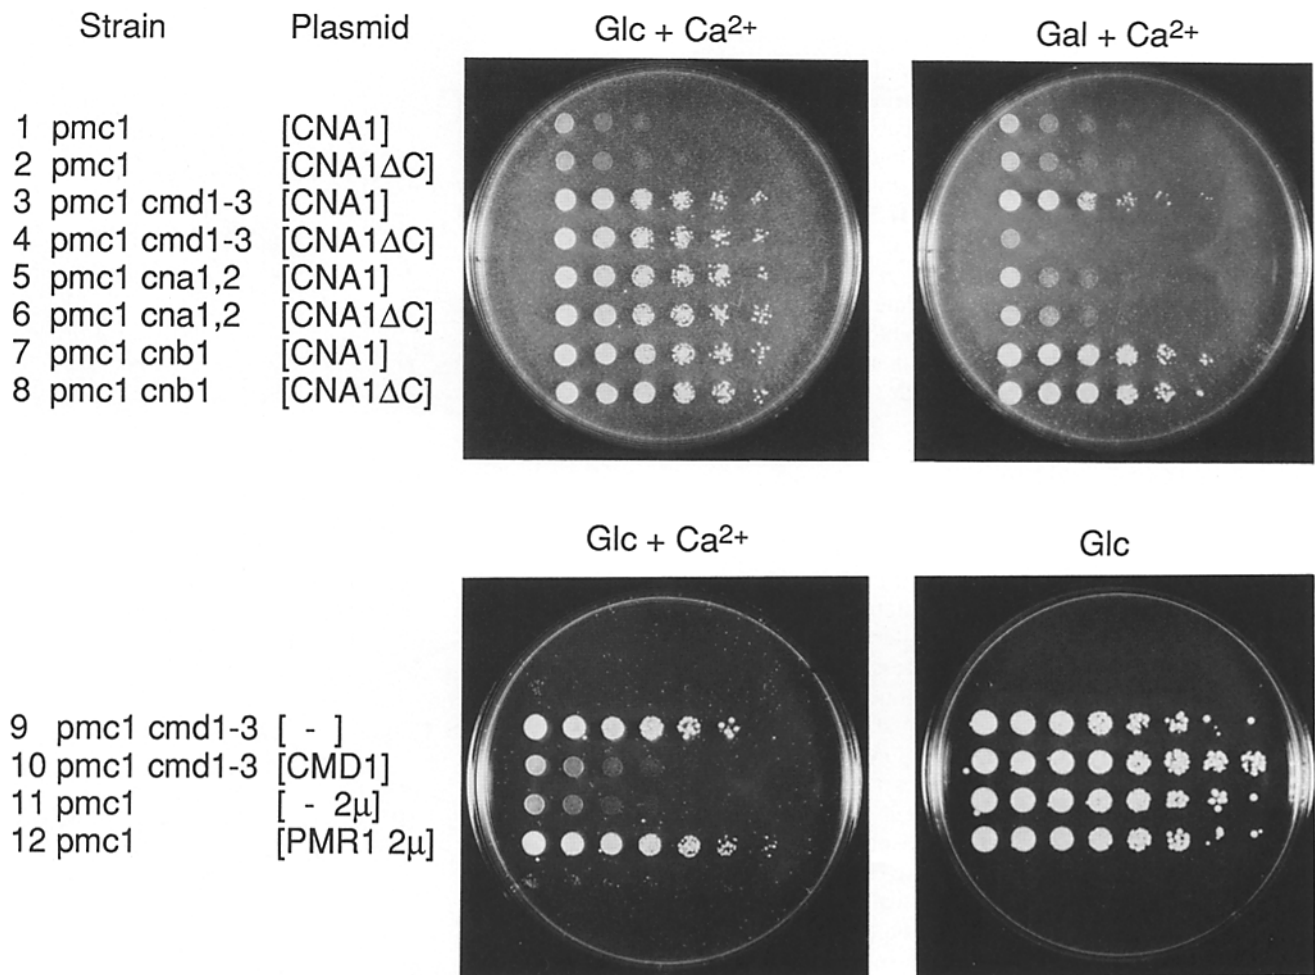 Strain Plasmid Glc + Ca²⁺ Gal + Ca²⁺
1 pmc1 [CNA1]
2 pmc1 [CNA1ΔC]
3 pmc1 cmd1-3 [CNA1]
4 pmc1 cmd1-3 [CNA1ΔC]
5 pmc1 cna1,2 [CNA1]
6 pmc1 cna1,2 [CNA1ΔC]
7 pmc1 cnb1 [CNA1]
8 pmc1 cnb1 [CNA1ΔC]
Glc + Ca²⁺ Glc
9 pmc1 cmd1-3 [ - ]
10 pmc1 cmd1-3 [CMD1]
11 pmc1 [ - 2μ]
12 pmc1 [PMR1 2μ]